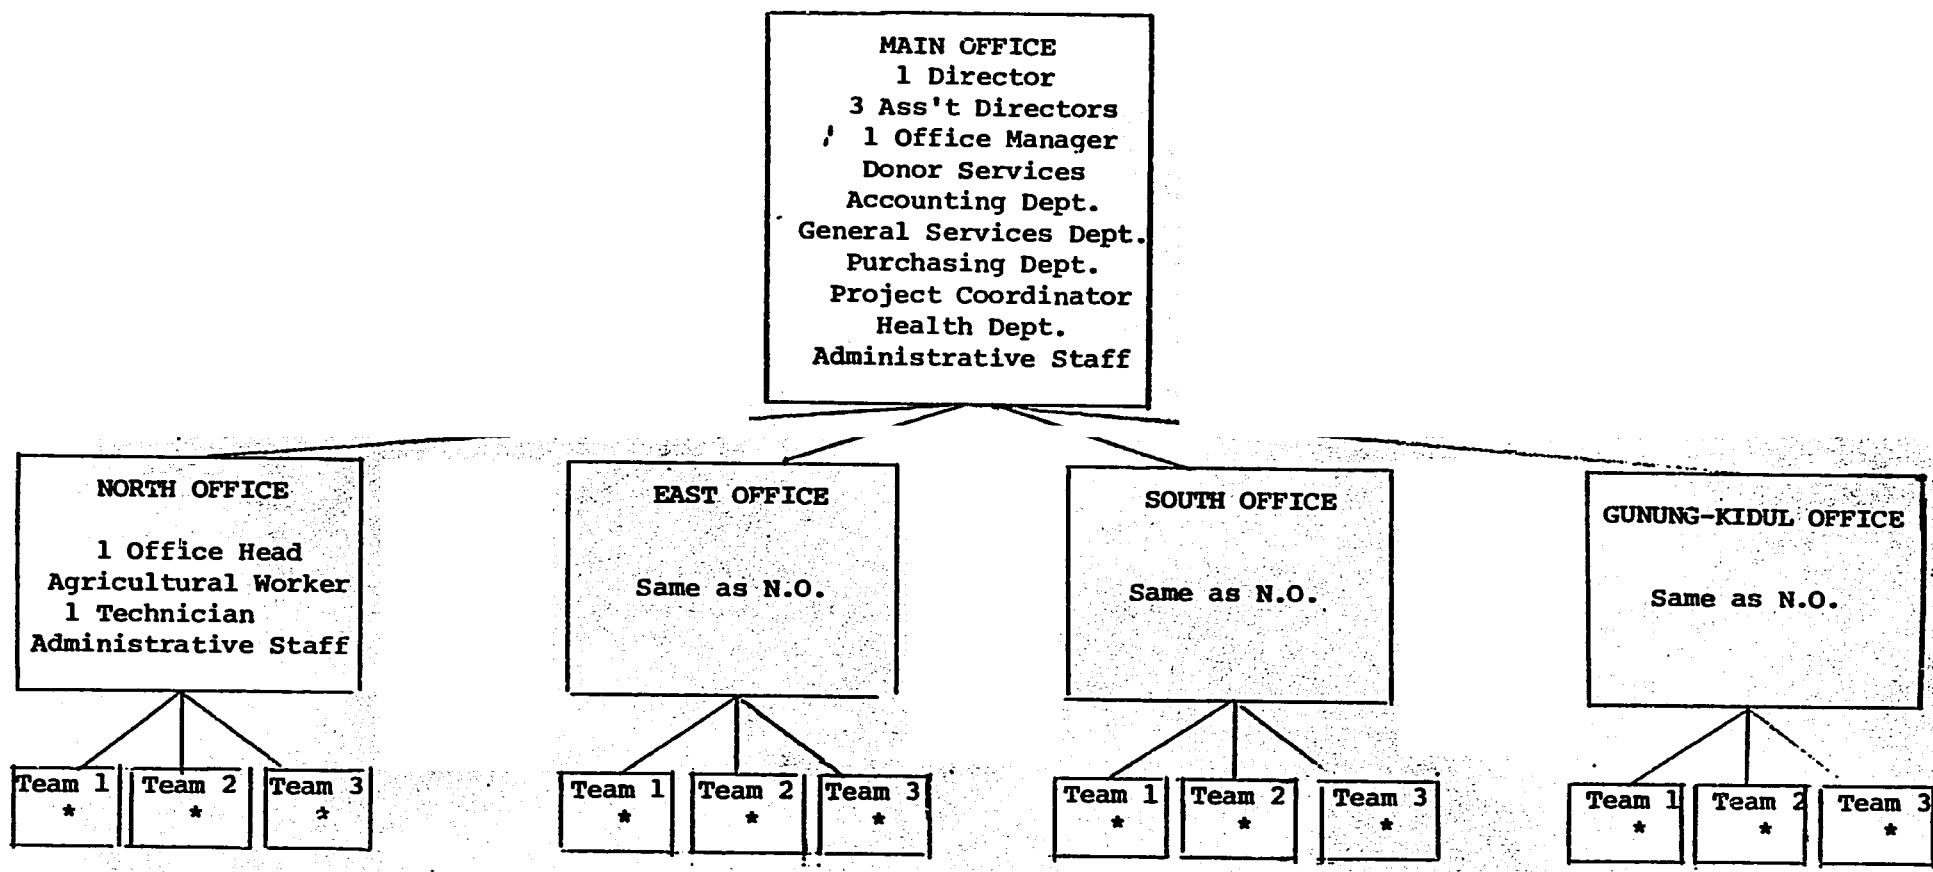 MAIN OFFICE
1 Director
3 Ass't Directors
1 Office Manager
Donor Services
Accounting Dept.
General Services Dept.
Purchasing Dept.
Project Coordinator
Health Dept.
Administrative Staff
NORTH OFFICE
1 Office Head
Agricultural Worker
1 Technician
Administrative Staff
EAST OFFICE
Same as N.O.
SOUTH OFFICE
Same as N.O.
GUNUNG-KIDUL OFFICE
Same as N.O.
Team 1
*
Team 2
*
Team 3
*
Team 1
*
Team 2
*
Team 3
*
Team 1
*
Team 2
*
Team 3
*
Team 1
*
Team 2
*
Team 3
*